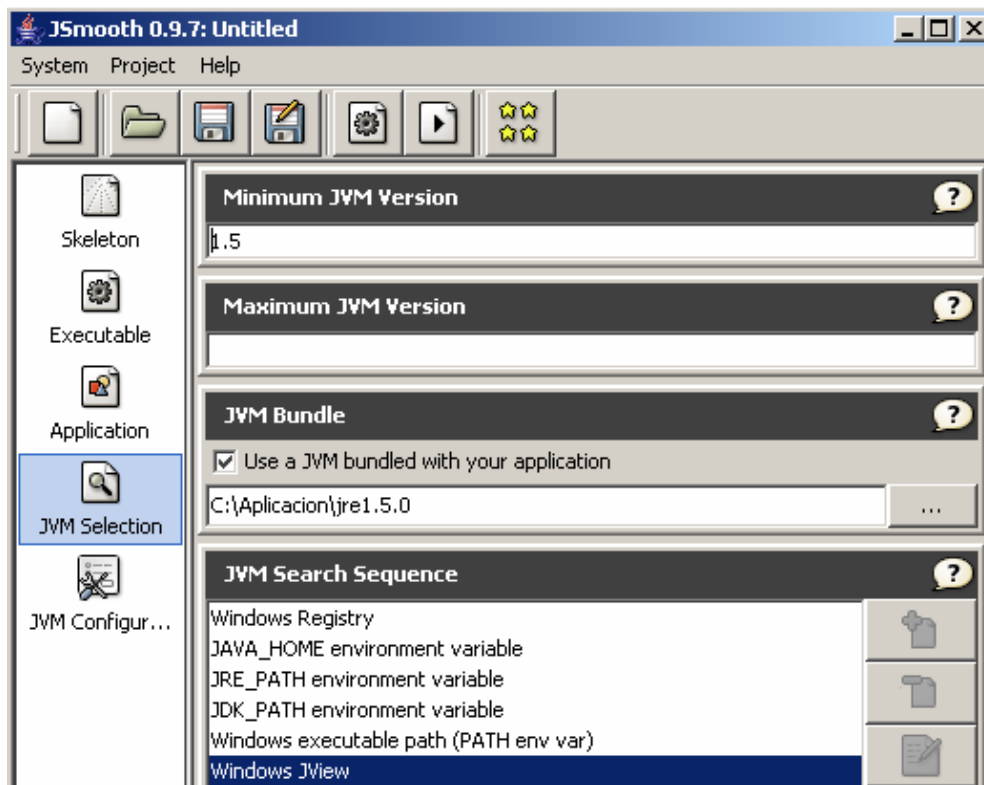 JSmooth 0.9.7: Untitled
System Project Help
Skeleton
Executable
Application
JVM Selection
JVM Configur...
Minimum JVM Version
?
1.5
Maximum JVM Version
?
JVM Bundle
?
Use a JVM bundled with your application
C:\Aplicacion\jre1.5.0
...
JVM Search Sequence
?
Windows Registry
JAVA_HOME environment variable
JRE_PATH environment variable
JDK_PATH environment variable
Windows executable path (PATH env var)
Windows JView